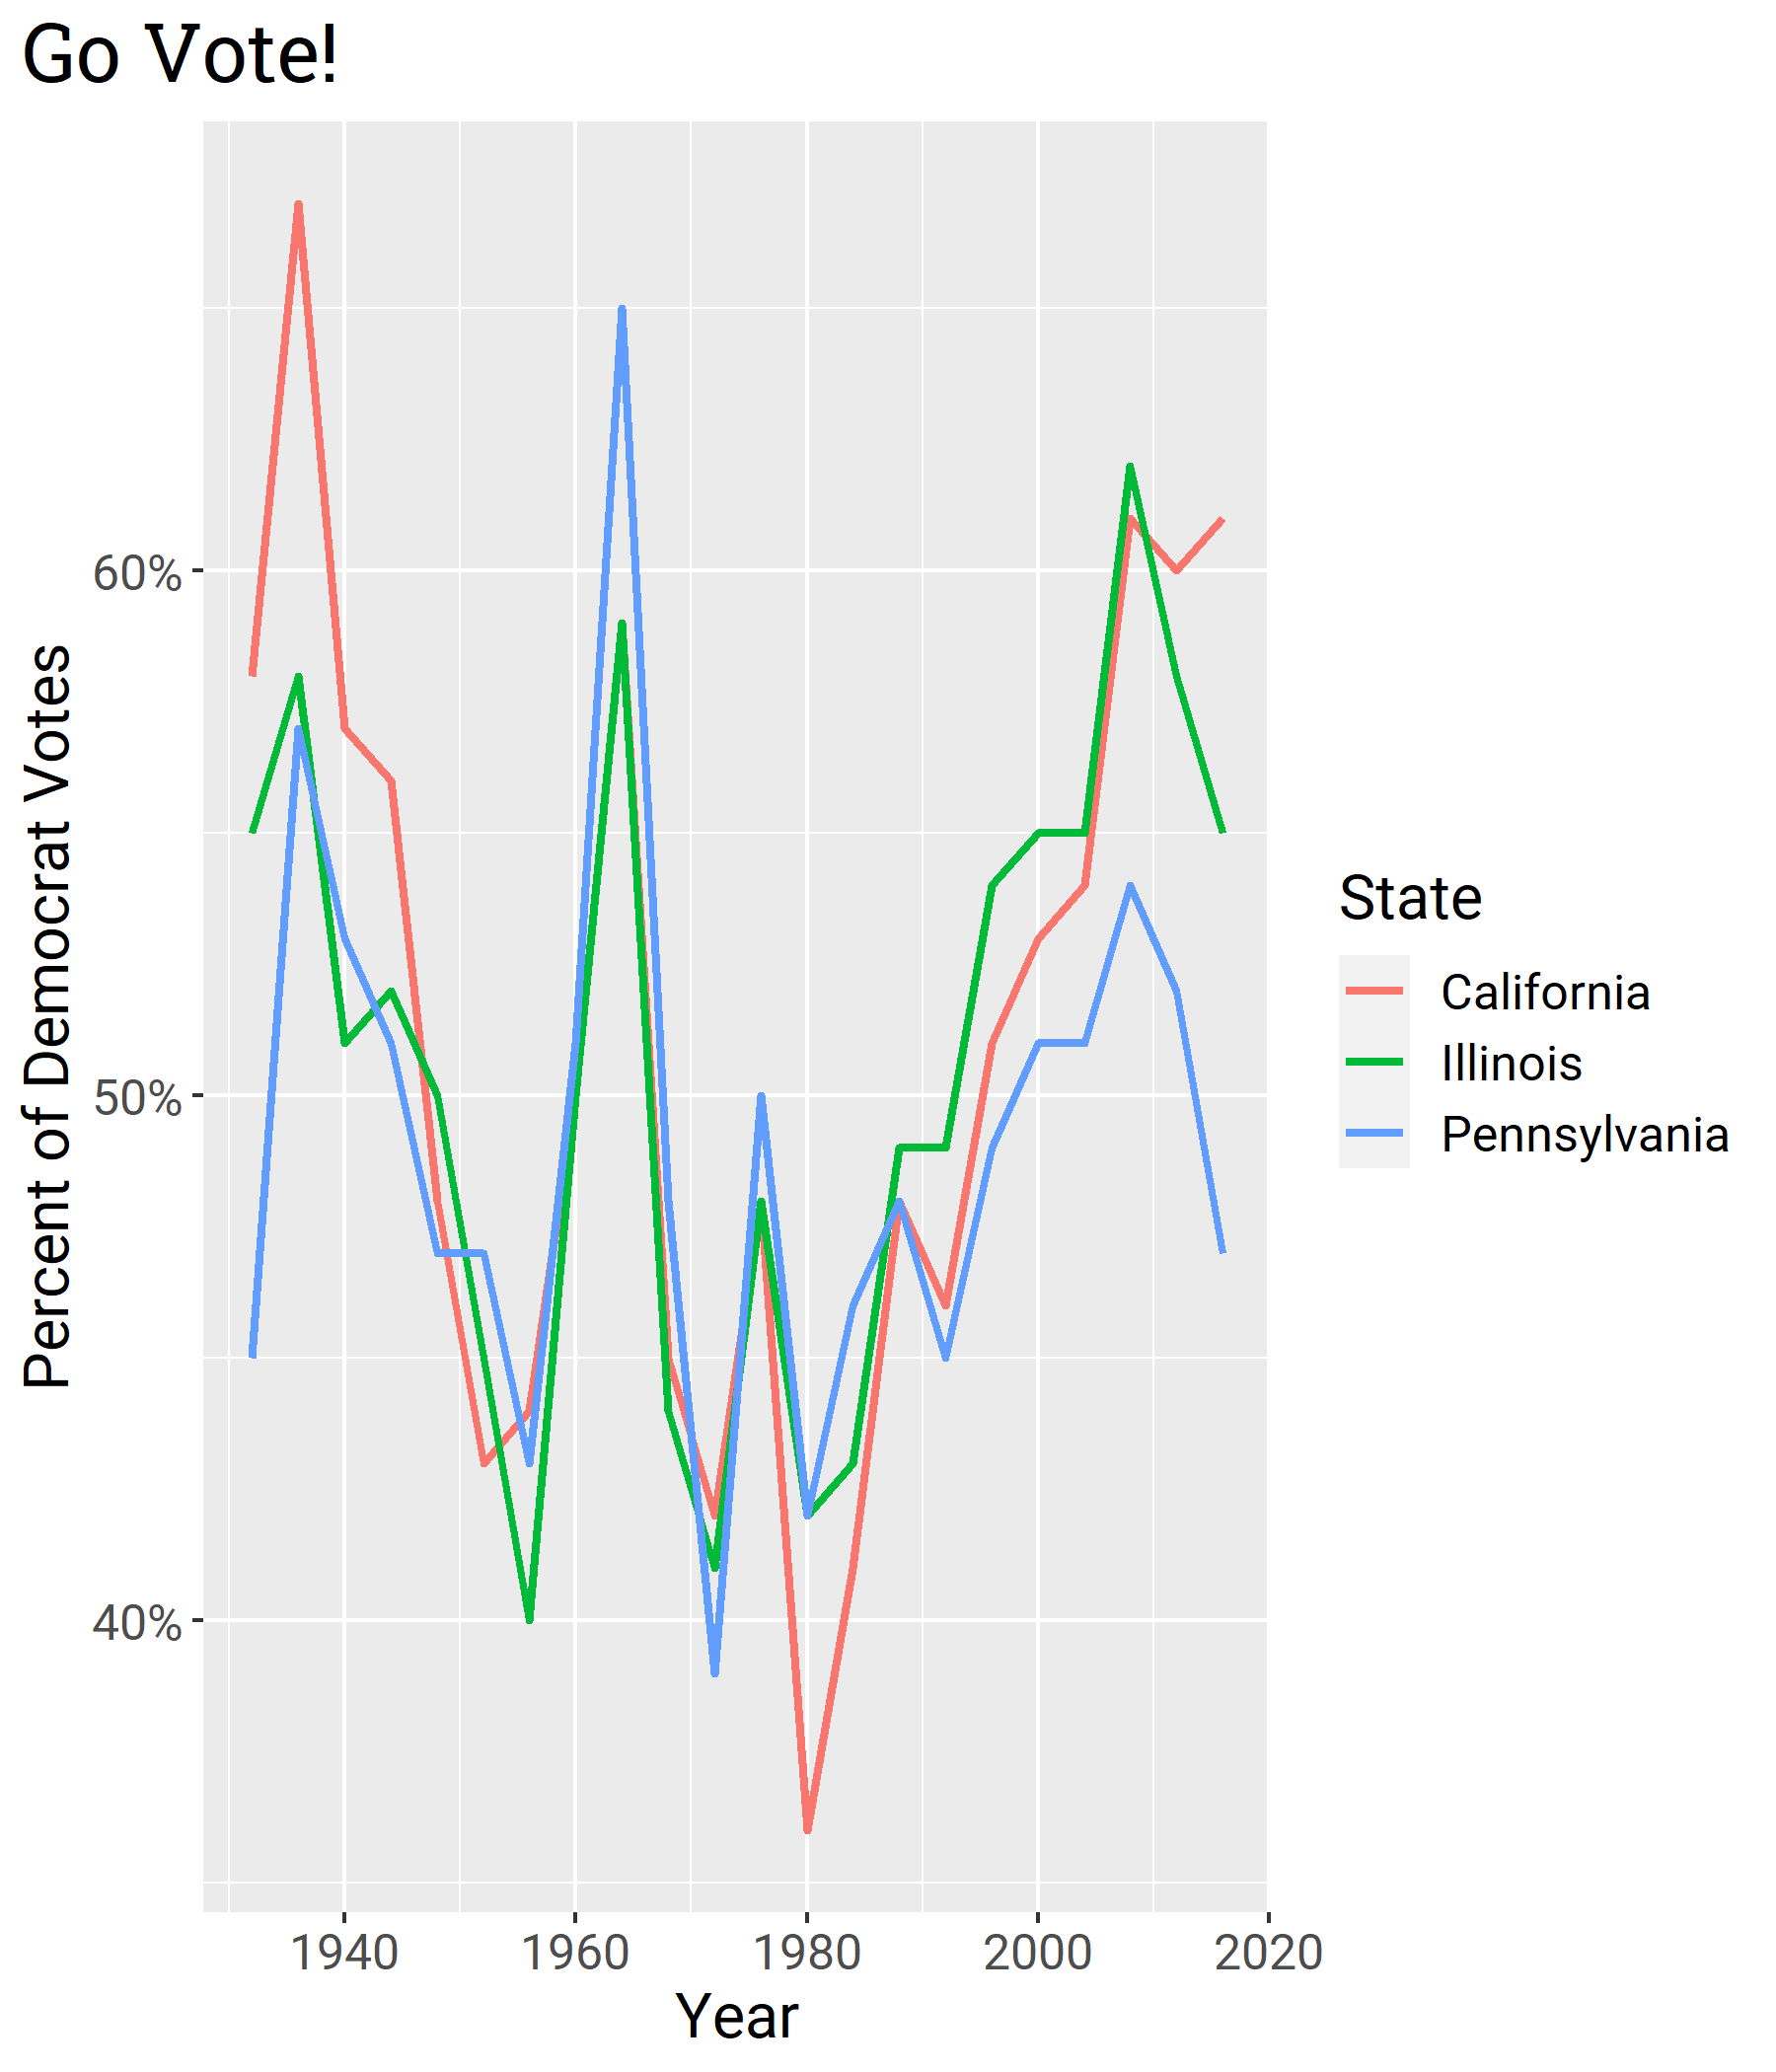 Go Vote!
Percent of Democrat Votes
60%
50%
40%
1940 1960 1980 2000 2020
Year
State
California
Illinois
Pennsylvania